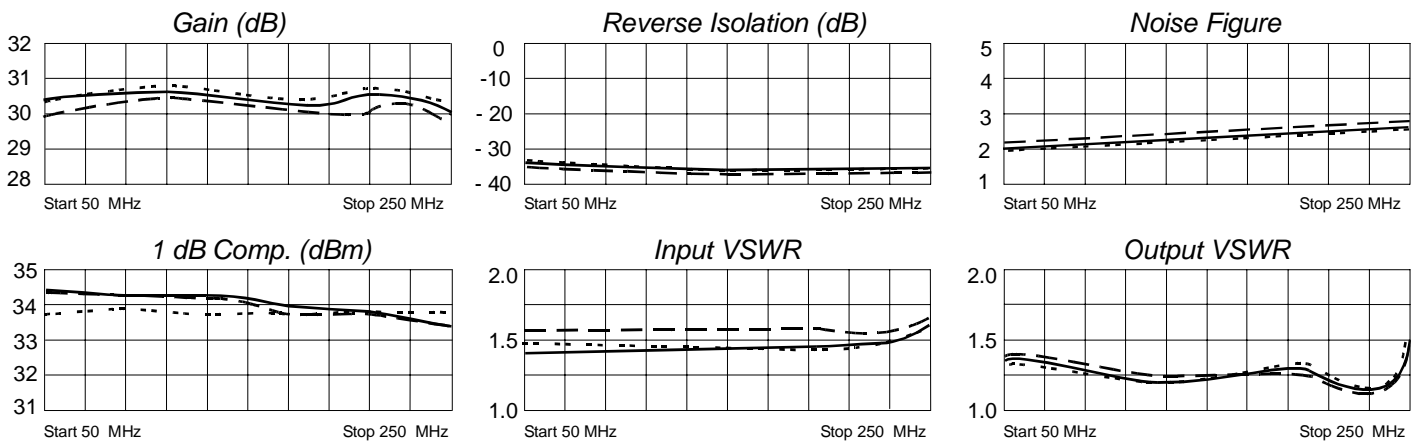 Gain (dB)
32
31
30
29
28
Start 50 MHz
Stop 250 MHz
Reverse Isolation (dB)
0
-10
- 20
- 30
- 40
Start 50 MHz
Stop 250 MHz
Noise Figure
5
4
3
2
1
Start 50 MHz
Stop 250 MHz
1 dB Comp. (dBm)
35
34
33
32
31
Start 50 MHz
Stop 250 MHz
Input VSWR
2.0
1.5
1.0
Start 50 MHz
Stop 250 MHz
Output VSWR
2.0
1.5
1.0
Start 50 MHz
Stop 250 MHz